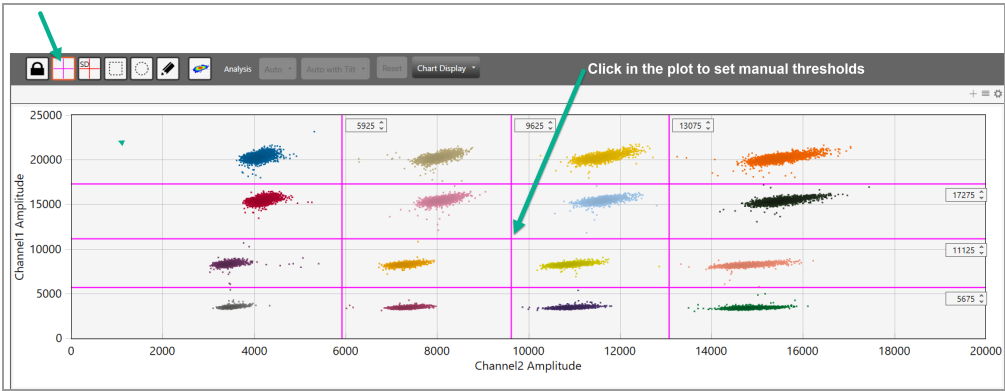 SD
Analysis Auto Auto with Tilt Reset Chart Display
Click in the plot to set manual thresholds
25000 5925 9625 13075
20000
17275
15000
11125
10000
5675
5000
0
0 2000 4000 6000 8000 10000 12000 14000 16000 18000 20000
Channel1 Amplitude
Channel2 Amplitude